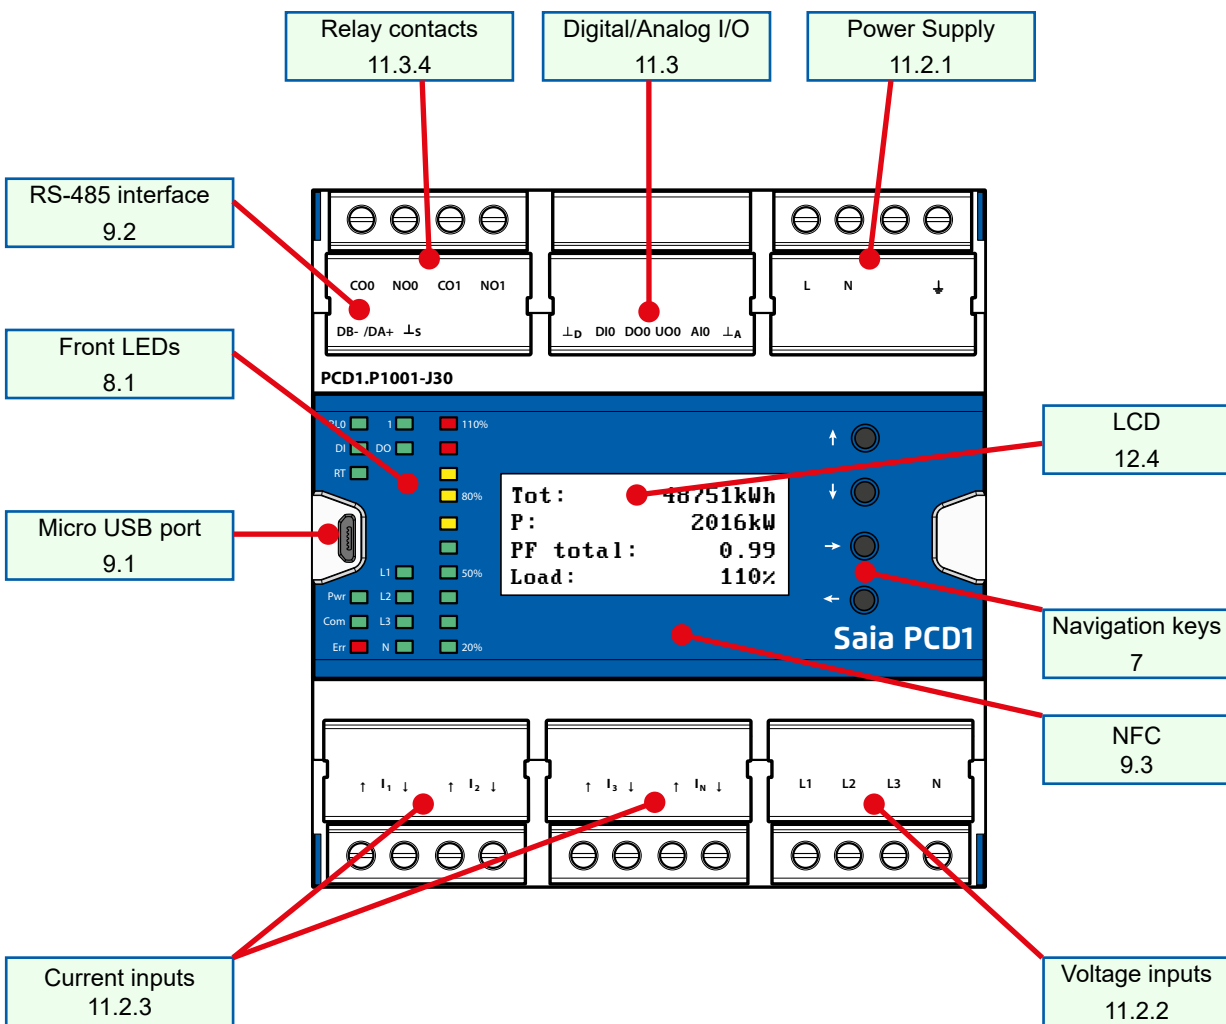 Relay contacts
11.3.4
Digital/Analog I/O
11.3
Power Supply
11.2.1
RS-485 interface
9.2
CO0 NO0 CO1 NO1
DB- /DA+ ⊥S
⊥D DI0 DO0 UO0 AI0 ⊥A
L N ⏚
Front LEDs
8.1
PCD1.P1001-J30
1 110%
DI DO
RT
80%
L1 50%
Pwr L2
Com L3
Err N 20%
↑
↓
→
←
Tot: 48751kWh
P: 2016kW
PF total: 0.99
Load: 110%
Saia PCD1
LCD
12.4
Micro USB port
9.1
Navigation keys
7
NFC
9.3
↑ I1 ↓ ↑ I2 ↓
↑ I3 ↓ ↑ IN ↓
L1 L2 L3 N
Current inputs
11.2.3
Voltage inputs
11.2.2